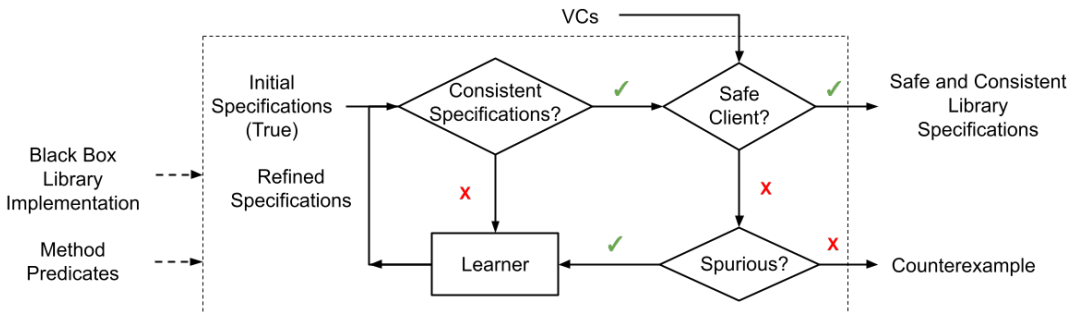 VCs
Initial
Specifications
(True)
Consistent
Specifications?
✓
Safe
Client?
✓
Safe and Consistent
Library
Specifications
Black Box
Library
Implementation
Refined
Specifications
X
X
Method
Predicates
Learner
✓
Spurious?
X
Counterexample